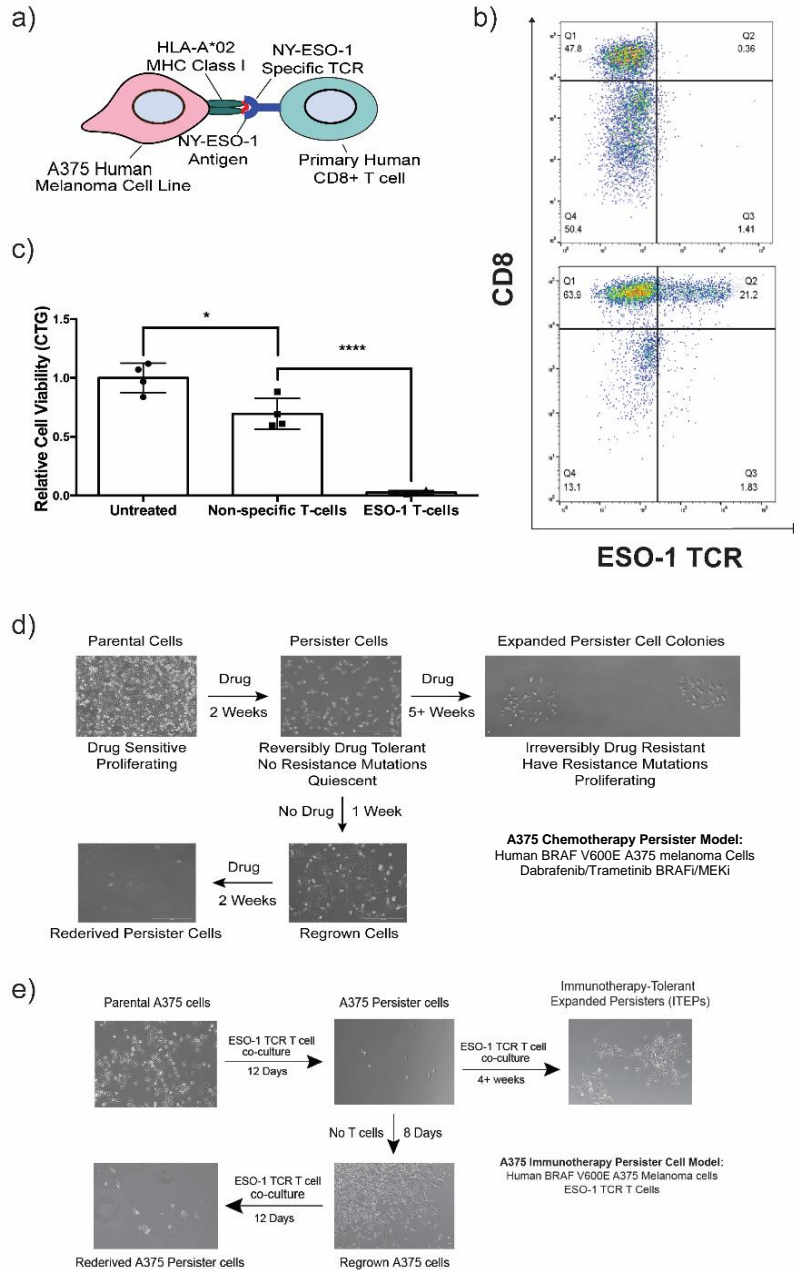 a)
HLA-A*02
MHC Class I
NY-ESO-1
Specific TCR
NY-ESO-1
Antigen
A375 Human
Melanoma Cell Line
Primary Human
CD8+ T cell
b)
Q1
47.8
Q2
0.36
Q4
50.4
Q3
1.41
Q1
63.9
Q2
21.2
Q4
13.1
Q3
1.83
CD8
ESO-1 TCR
c)
Relative Cell Viability (CTG)
1.5
1.0
0.5
0.0
*
****
Untreated
Non-specific T-cells
ESO-1 T-cells
d)
Parental Cells
Drug Sensitive
Proliferating
Drug
2 Weeks
Persister Cells
Reversibly Drug Tolerant
No Resistance Mutations
Quiescent
Drug
5+ Weeks
Expanded Persister Cell Colonies
Irreversibly Drug Resistant
Have Resistance Mutations
Proliferating
No Drug
1 Week
Regrown Cells
Drug
2 Weeks
Rederived Persister Cells
A375 Chemotherapy Persister Model:
Human BRAF V600E A375 melanoma Cells
Dabrafenib/Trametinib BRAFi/MEKi
e)
Parental A375 cells
ESO-1 TCR T cell
co-culture
12 Days
A375 Persister cells
ESO-1 TCR T cell
co-culture
4+ weeks
Immunotherapy-Tolerant
Expanded Persisters (ITEPs)
No T cells
8 Days
Regrown A375 cells
ESO-1 TCR T cell
co-culture
12 Days
Rederived A375 Persister cells
A375 Immunotherapy Persister Cell Model:
Human BRAF V600E A375 Melanoma cells
ESO-1 TCR T Cells